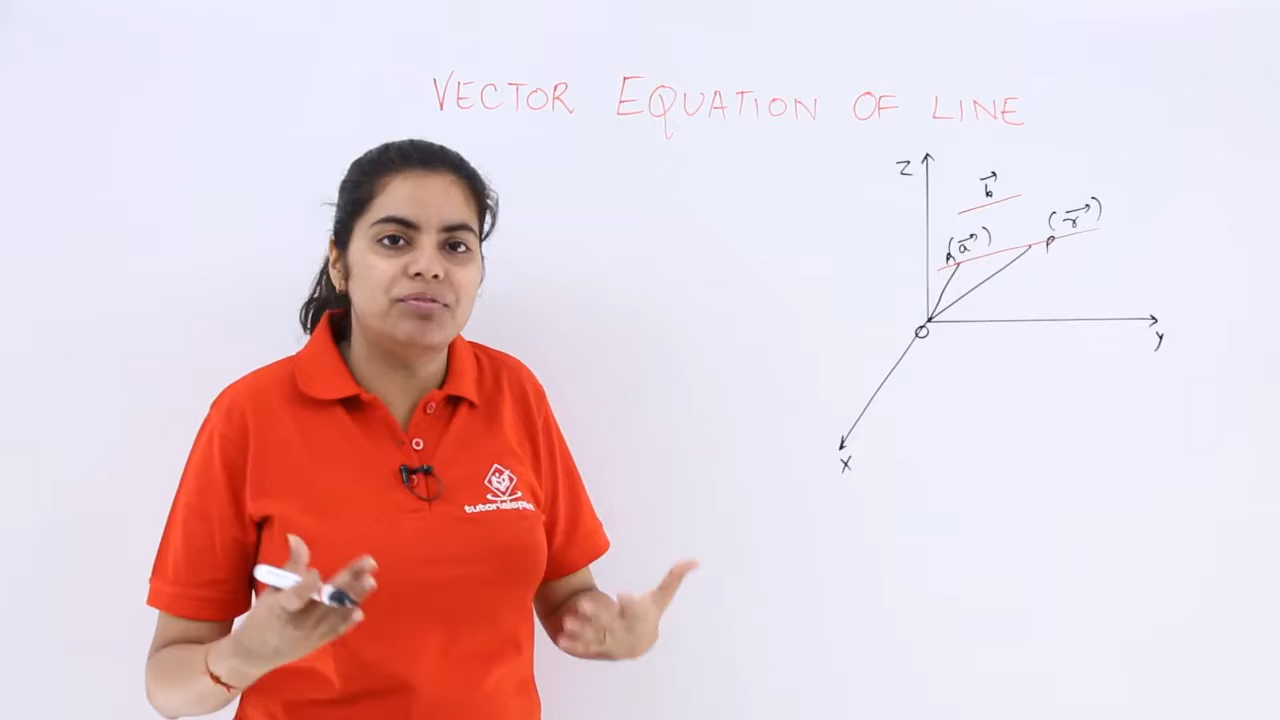 VECTOR EQUATION OF LINE
Z
b
(r)
A(a)
P
O
y
X
tutorialspoint